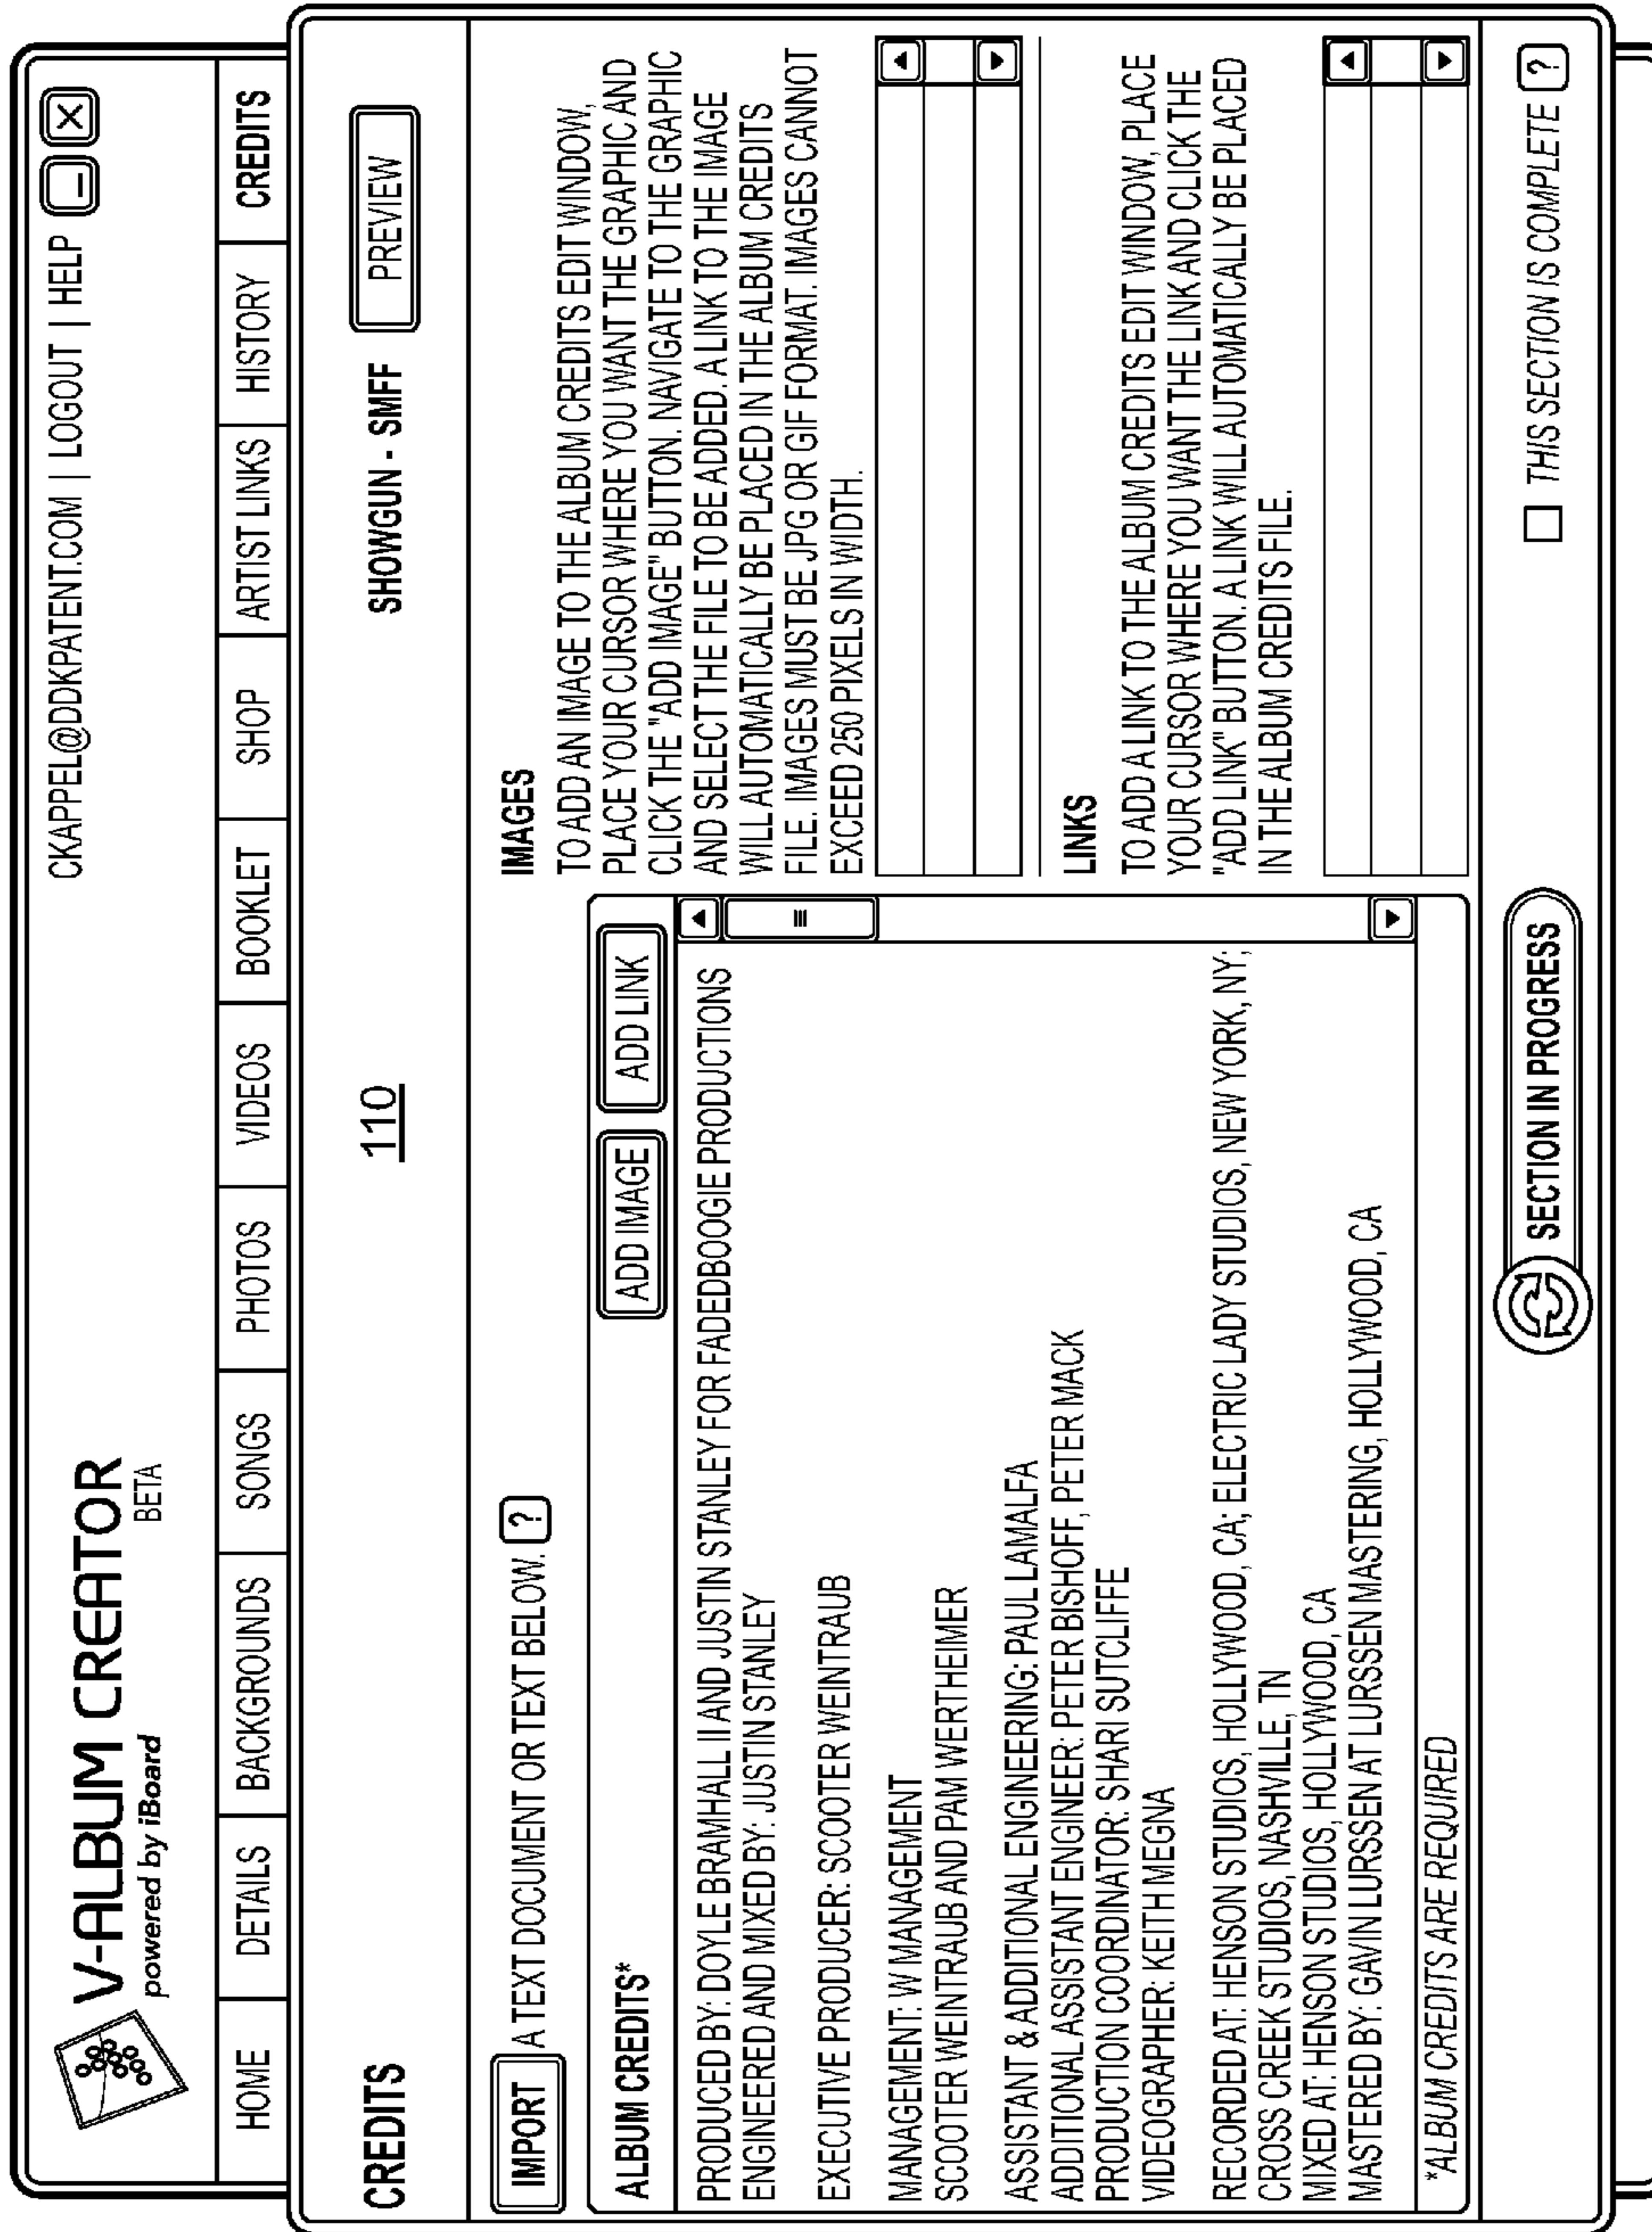 V-ALBUM CREATOR
powered by iBoard
BETA
CKAPPEL@DDKPATENT.COM | LOGOUT | HELP
HOME DETAILS BACKGROUNDS SONGS PHOTOS VIDEOS BOOKLET SHOP ARTIST LINKS HISTORY CREDITS
CREDITS
110
SHOWGUN - SMFF
PREVIEW
IMPORT A TEXT DOCUMENT OR TEXT BELOW. ?
ALBUM CREDITS*
ADD IMAGE ADD LINK
PRODUCED BY: DOYLE BRAMHALL II AND JUSTIN STANLEY FOR FADEDBOOGIE PRODUCTIONS
ENGINEERED AND MIXED BY: JUSTIN STANLEY
EXECUTIVE PRODUCER: SCOOTER WEINTRAUB
MANAGEMENT: W MANAGEMENT
SCOOTER WEINTRAUB AND PAM WERTHEIMER
ASSISTANT & ADDITIONAL ENGINEERING: PAUL LAMALFA
ADDITIONAL ASSISTANT ENGINEER: PETER BISHOFF, PETER MACK
PRODUCTION COORDINATOR: SHARI SUTCLIFFE
VIDEOGRAPHER: KEITH MEGNA
RECORDED AT: HENSON STUDIOS, HOLLYWOOD, CA; ELECTRIC LADY STUDIOS, NEW YORK, NY;
CROSS CREEK STUDIOS, NASHVILLE, TN
MIXED AT: HENSON STUDIOS, HOLLYWOOD, CA
MASTERED BY: GAVIN LURSSEN AT LURSSEN MASTERING, HOLLYWOOD, CA
*ALBUM CREDITS ARE REQUIRED
IMAGES
TO ADD AN IMAGE TO THE ALBUM CREDITS EDIT WINDOW,
PLACE YOUR CURSOR WHERE YOU WANT THE GRAPHIC AND
CLICK THE "ADD IMAGE" BUTTON. NAVIGATE TO THE GRAPHIC
AND SELECT THE FILE TO BE ADDED. A LINK TO THE IMAGE
WILL AUTOMATICALLY BE PLACED IN THE ALBUM CREDITS
FILE. IMAGES MUST BE JPG OR GIF FORMAT. IMAGES CANNOT
EXCEED 250 PIXELS IN WIDTH.
LINKS
TO ADD A LINK TO THE ALBUM CREDITS EDIT WINDOW, PLACE
YOUR CURSOR WHERE YOU WANT THE LINK AND CLICK THE
"ADD LINK" BUTTON. A LINK WILL AUTOMATICALLY BE PLACED
IN THE ALBUM CREDITS FILE.
SECTION IN PROGRESS
THIS SECTION IS COMPLETE ?